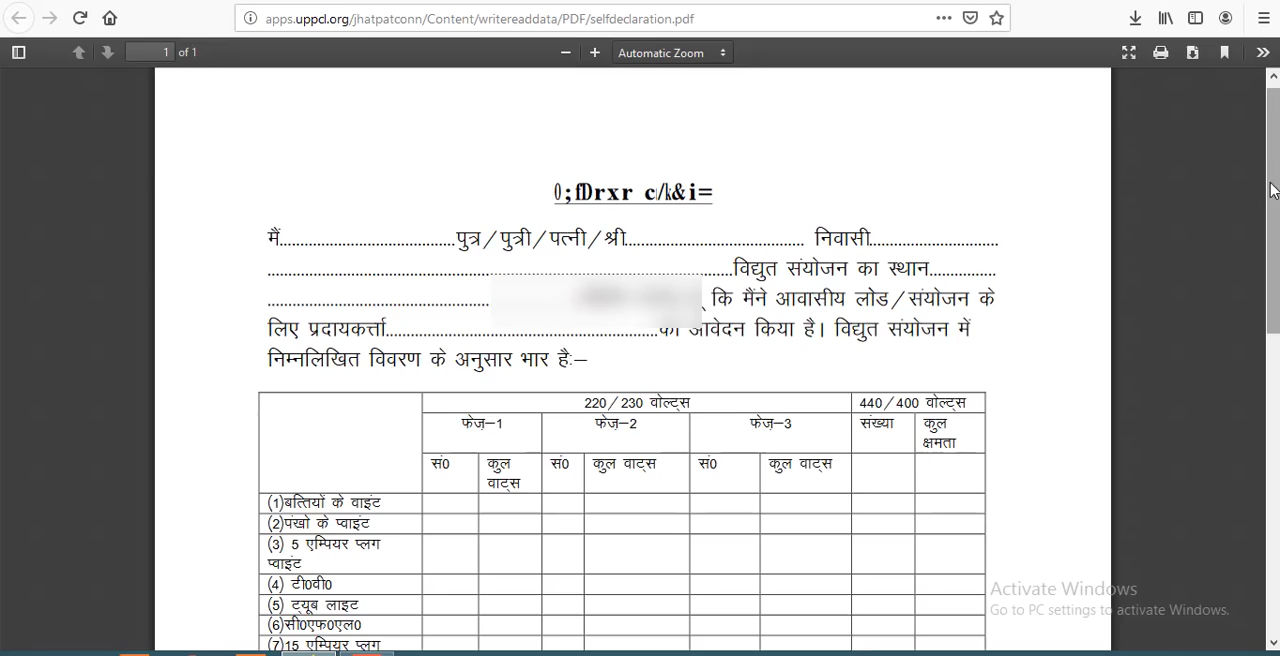 apps.uppcl.org/jhatpatconn/Content/writereaddata/PDF/selfdeclaration.pdf
1 of 1
Automatic Zoom
0;fDrxr c/k&i=
मैं.......................................... पुत्र/पुत्री/पत्नी/श्री........................................... निवासी...............................
.......................................................................................................विद्युत संयोजन का स्थान................
..................................................... कि मैंने आवासीय लोड/संयोजन के
लिए प्रदायकर्त्ता.................................................................का आवेदन किया है। विद्युत संयोजन में
निम्नलिखित विवरण के अनुसार भार है:–
220/230 वोल्ट्स 440/400 वोल्ट्स
फेज़–1 फेज़–2 फेज़–3 संख्या कुल क्षमता
सं0 कुल वाट्स सं0 कुल वाट्स सं0 कुल वाट्स
(1)बत्तियों के वाइंट
(2)पंखो के प्वाइंट
(3) 5 एम्पियर प्लग
प्वाइंट
(4) टी0वी0
(5) ट्यूब लाइट
(6)सी0एफ0एल0
(7)15 एम्पियर प्लग
Activate Windows
Go to PC settings to activate Windows.